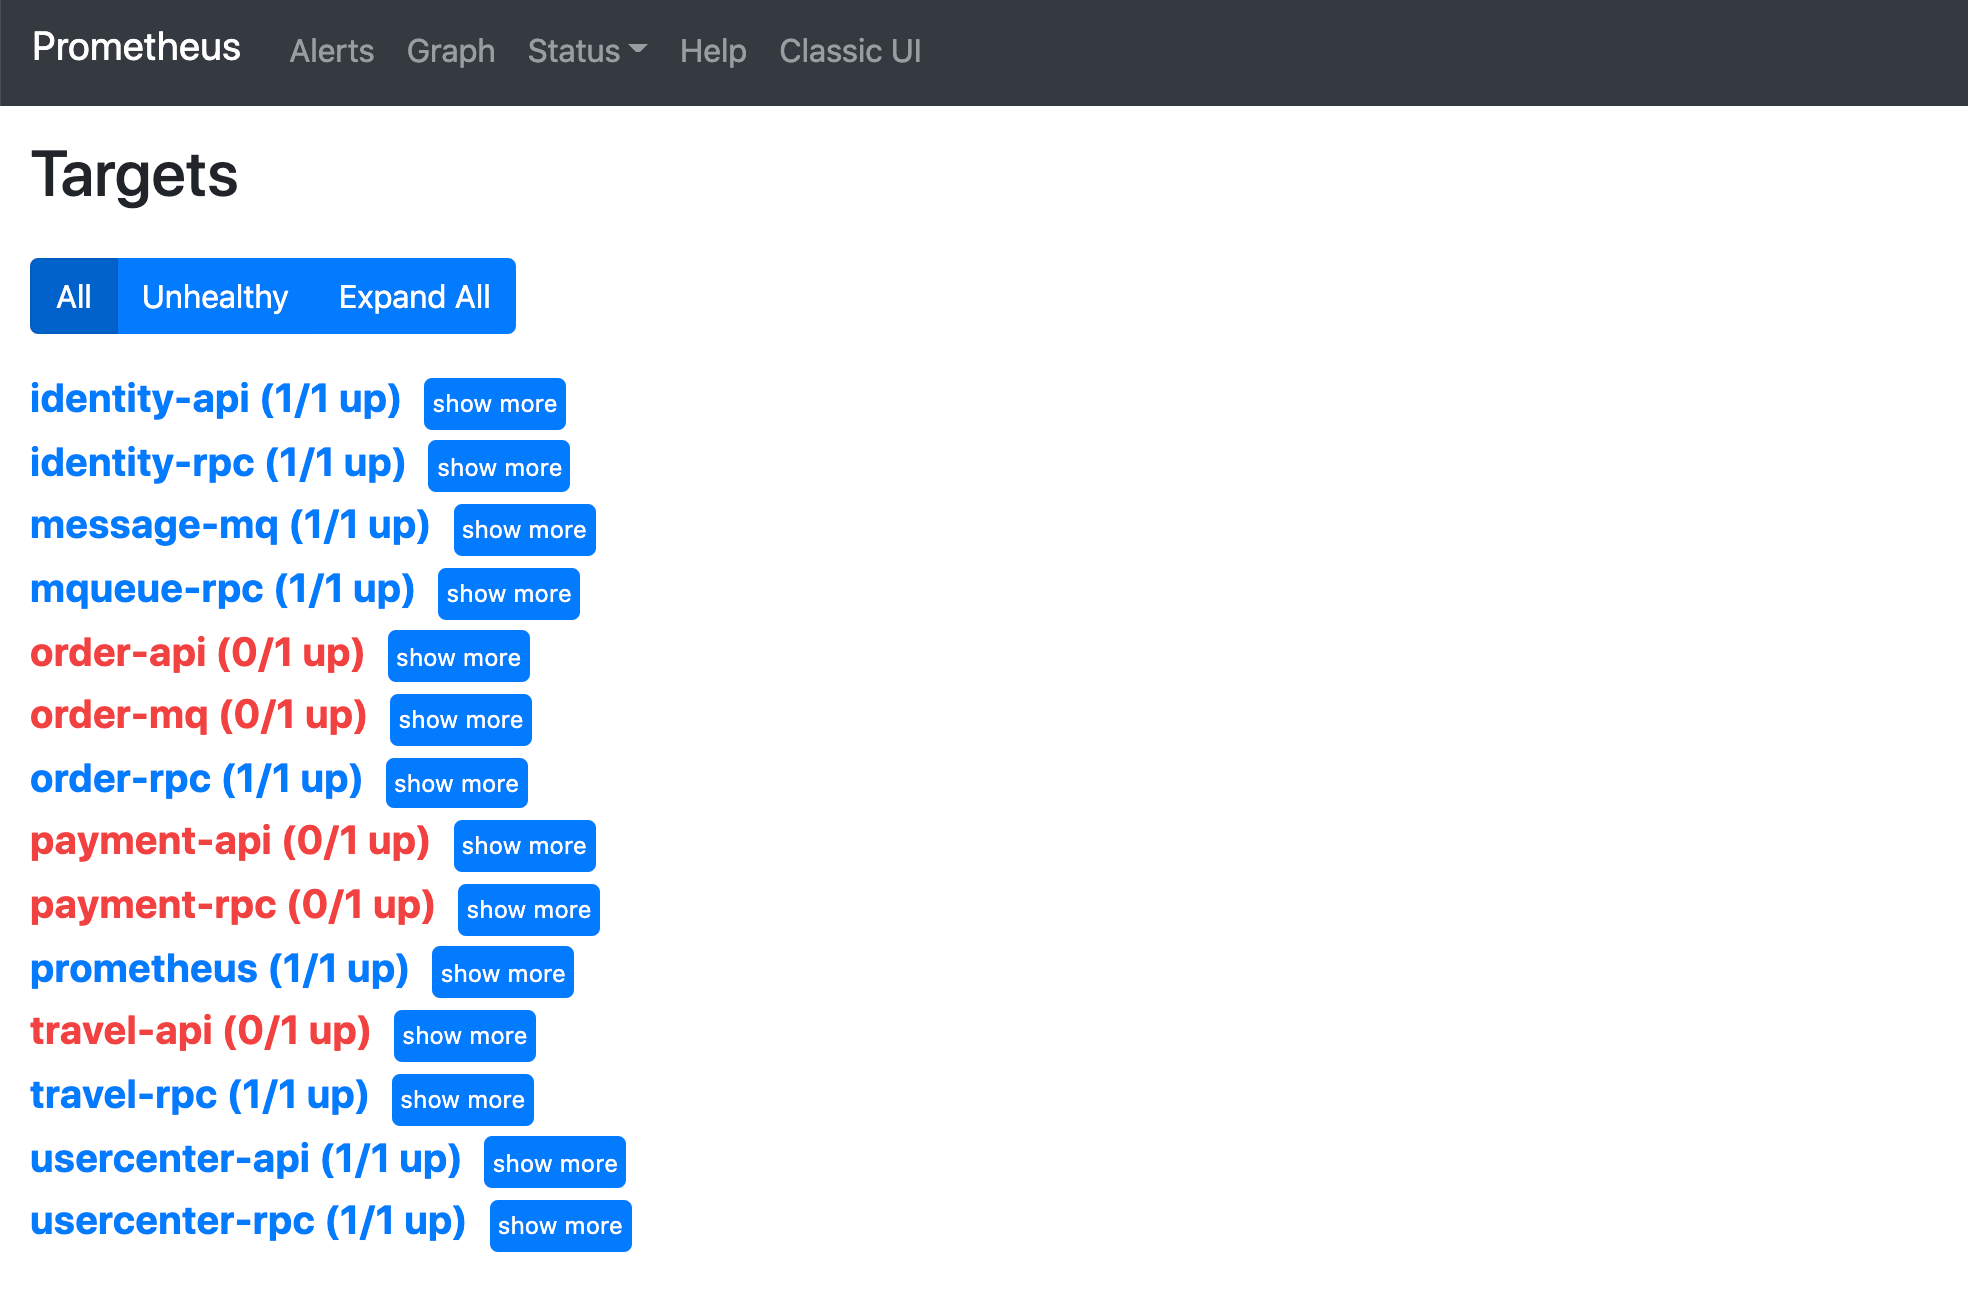 Prometheus Alerts Graph Status Help Classic UI
Targets
All Unhealthy Expand All
identity-api (1/1 up) show more
identity-rpc (1/1 up) show more
message-mq (1/1 up) show more
mqueue-rpc (1/1 up) show more
order-api (0/1 up) show more
order-mq (0/1 up) show more
order-rpc (1/1 up) show more
payment-api (0/1 up) show more
payment-rpc (0/1 up) show more
prometheus (1/1 up) show more
travel-api (0/1 up) show more
travel-rpc (1/1 up) show more
usercenter-api (1/1 up) show more
usercenter-rpc (1/1 up) show more